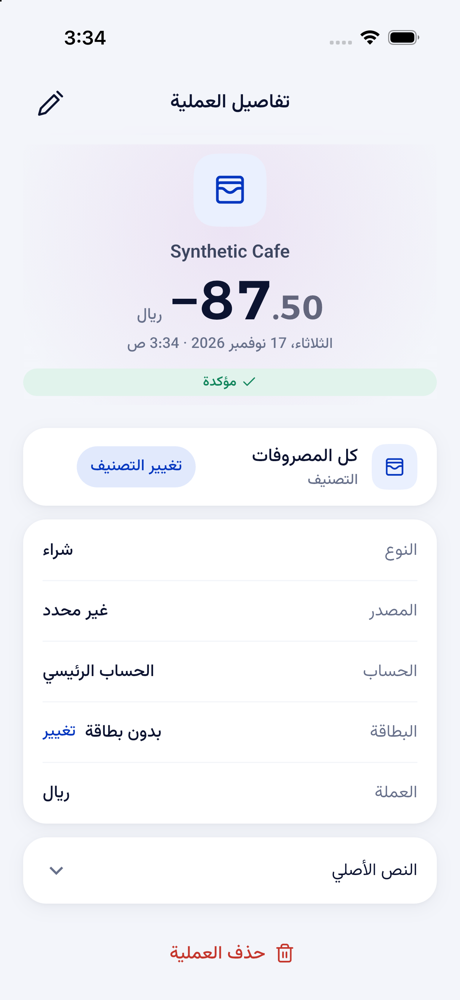 3:34
تفاصيل العملية
Synthetic Cafe
−87.50 ريال
الثلاثاء، 17 نوفمبر 2026 · 3:34 ص
مؤكدة
كل المصروفات
التصنيف
تغيير التصنيف
النوع شراء
المصدر غير محدد
الحساب الحساب الرئيسي
البطاقة بدون بطاقة تغيير
العملة ريال
النص الأصلي
حذف العملية